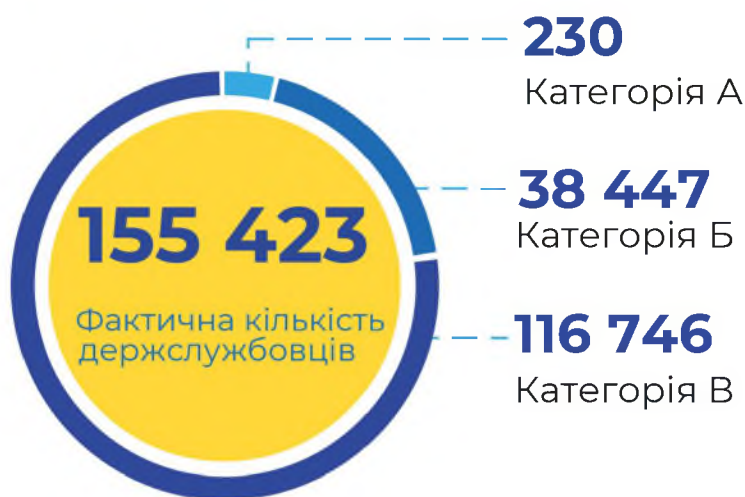 230
Категорія А
38 447
Категорія Б
116 746
Категорія В
155 423
Фактична кількість
держслужбовців